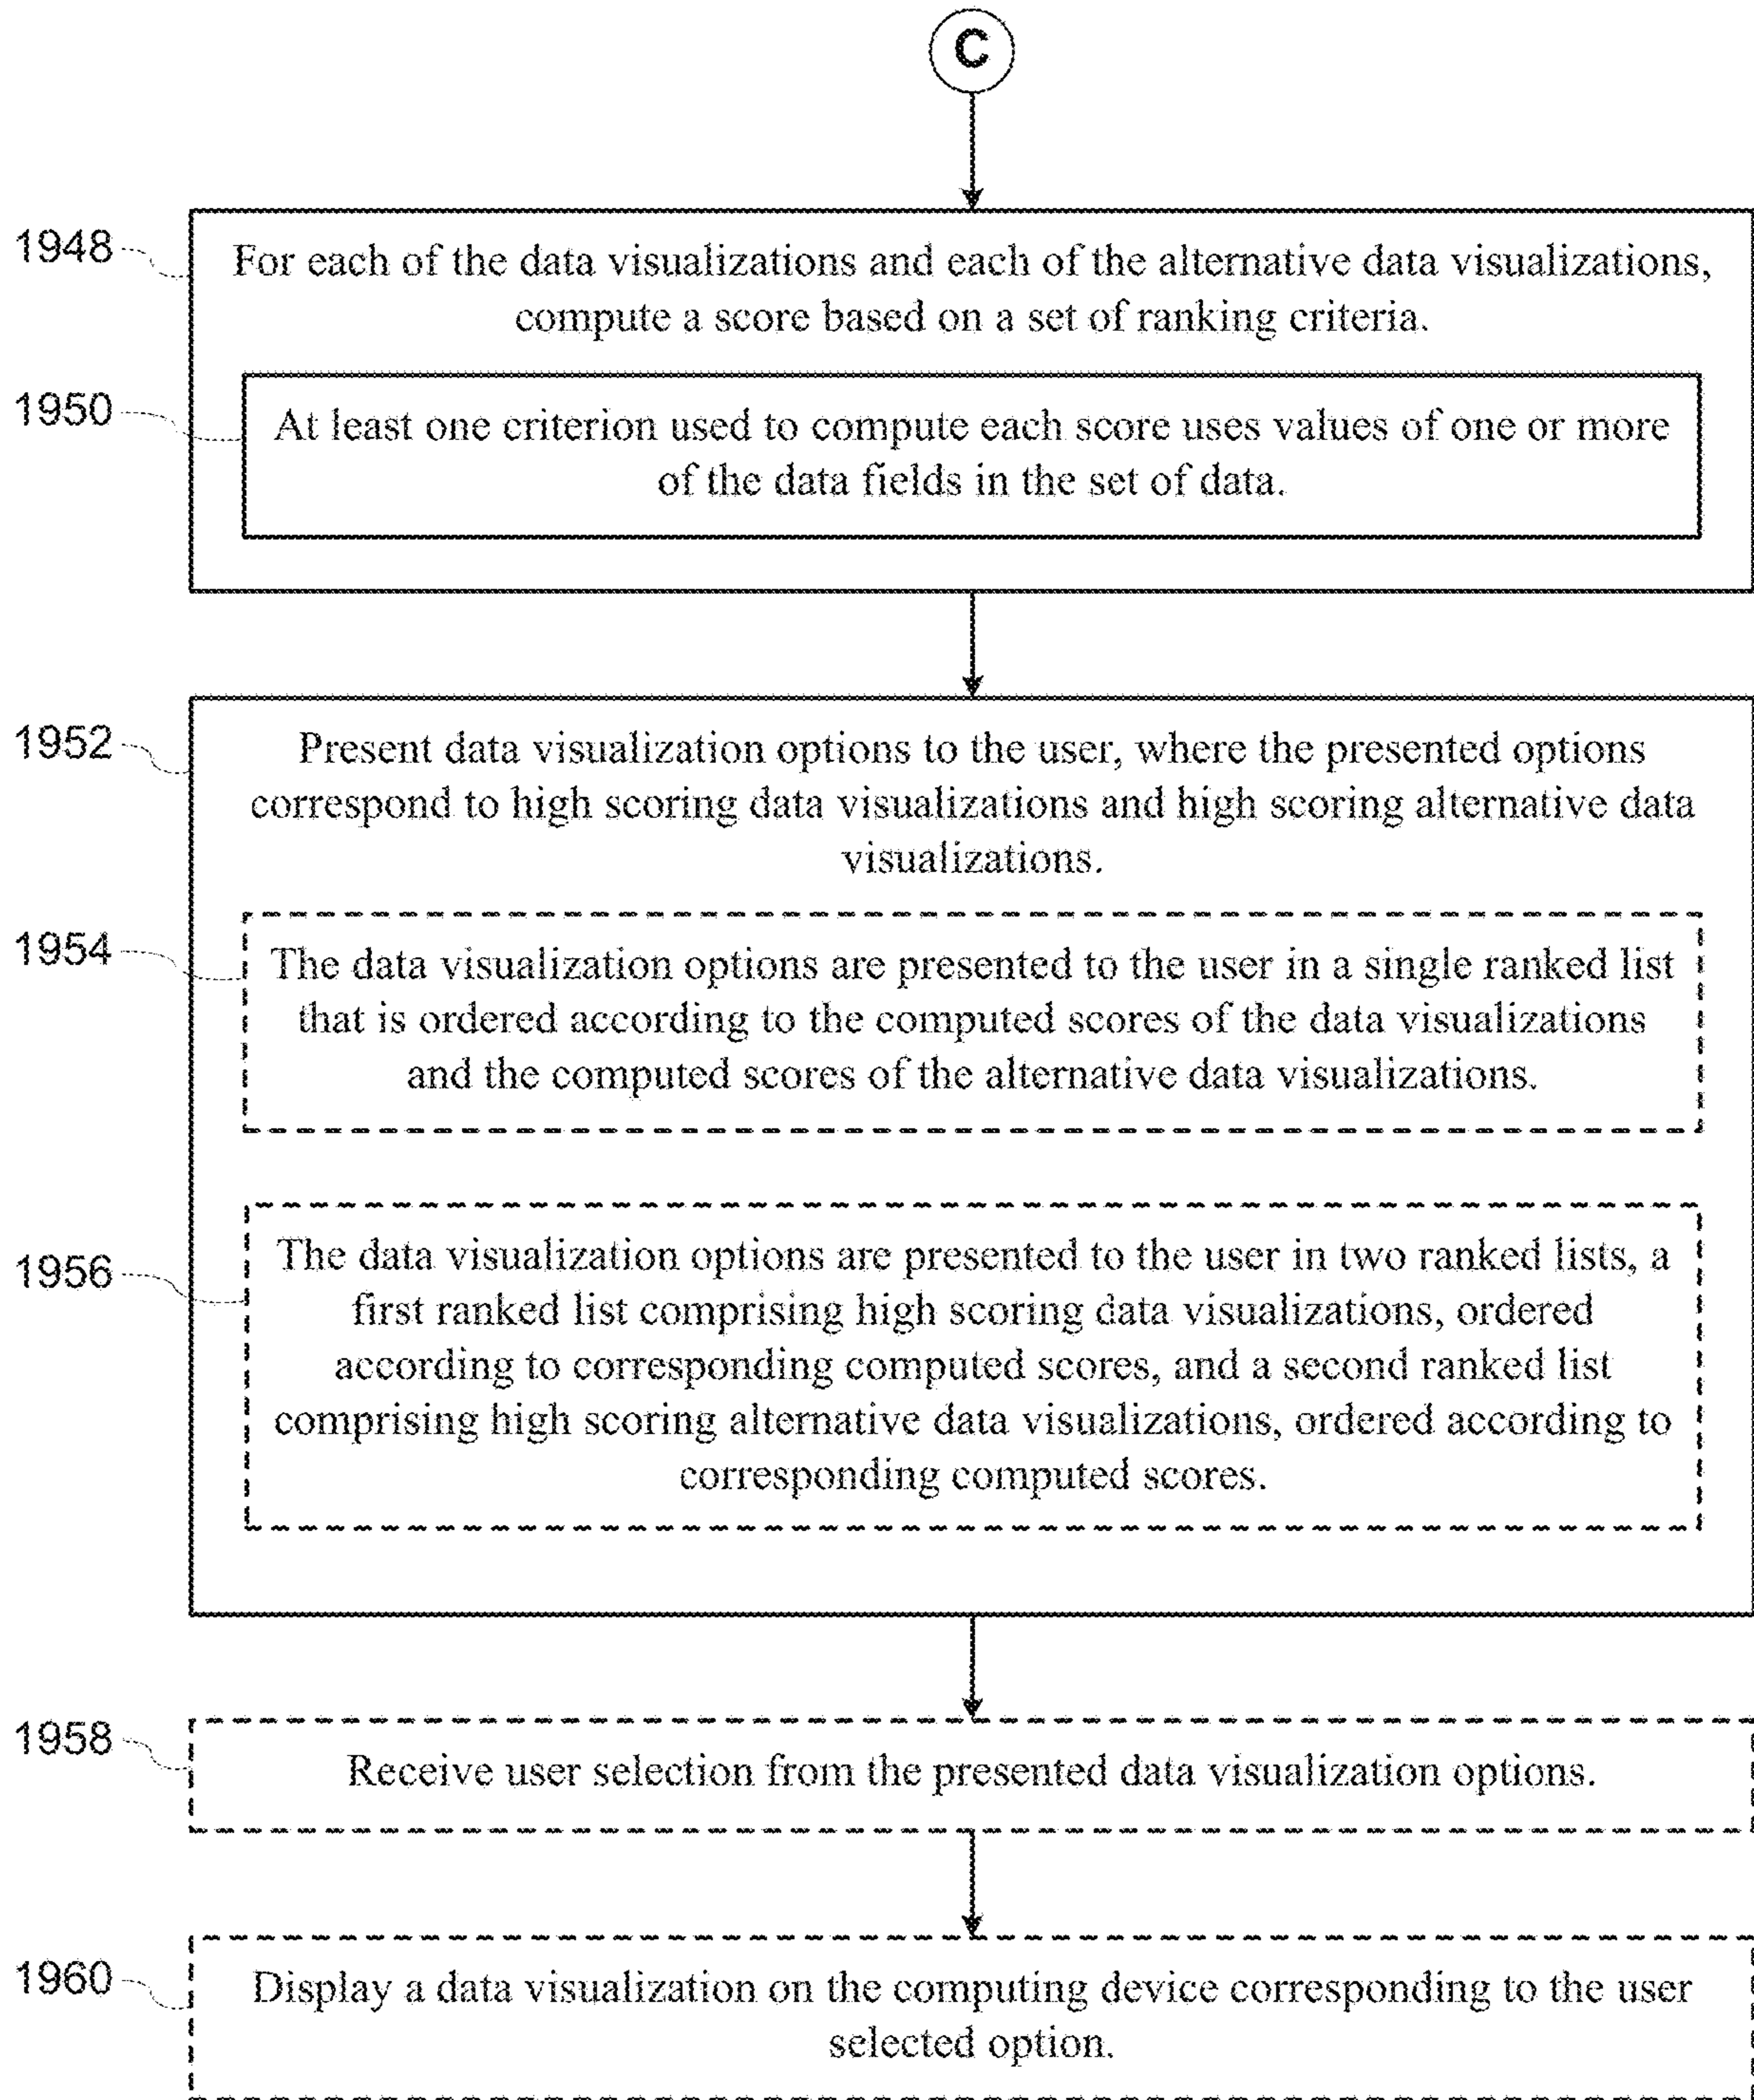 C
1948
For each of the data visualizations and each of the alternative data visualizations,
compute a score based on a set of ranking criteria.
1950
At least one criterion used to compute each score uses values of one or more
of the data fields in the set of data.
1952
Present data visualization options to the user, where the presented options
correspond to high scoring data visualizations and high scoring alternative data
visualizations.
1954
The data visualization options are presented to the user in a single ranked list
that is ordered according to the computed scores of the data visualizations
and the computed scores of the alternative data visualizations.
1956
The data visualization options are presented to the user in two ranked lists, a
first ranked list comprising high scoring data visualizations, ordered
according to corresponding computed scores, and a second ranked list
comprising high scoring alternative data visualizations, ordered according to
corresponding computed scores.
1958
Receive user selection from the presented data visualization options.
1960
Display a data visualization on the computing device corresponding to the user
selected option.